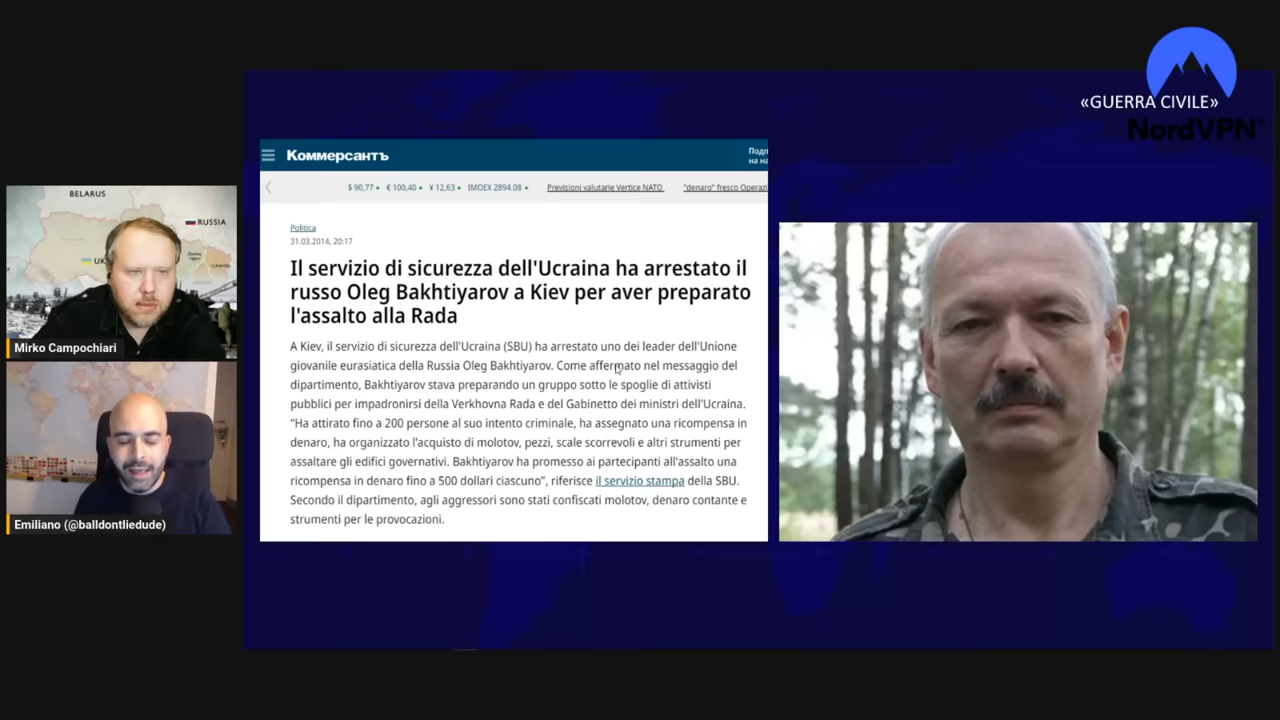 «GUERRA CIVILE»
NordVPN®
Коммерсантъ
Подп
на на
$ 90,77 € 100,40 ¥ 12,63 IMOEX 2894.08 Previsioni valutarie Vertice NATO "denaro" fresco Operazi
Politica
31.03.2014, 20:17
Il servizio di sicurezza dell'Ucraina ha arrestato il
russo Oleg Bakhtiyarov a Kiev per aver preparato
l'assalto alla Rada
A Kiev, il servizio di sicurezza dell'Ucraina (SBU) ha arrestato uno dei leader dell'Unione
giovanile eurasiatica della Russia Oleg Bakhtiyarov. Come affermato nel messaggio del
dipartimento, Bakhtiyarov stava preparando un gruppo sotto le spoglie di attivisti
pubblici per impadronirsi della Verkhovna Rada e del Gabinetto dei ministri dell'Ucraina.
“Ha attirato fino a 200 persone al suo intento criminale, ha assegnato una ricompensa in
denaro, ha organizzato l'acquisto di molotov, pezzi, scale scorrevoli e altri strumenti per
assaltare gli edifici governativi. Bakhtiyarov ha promesso ai partecipanti all'assalto una
ricompensa in denaro fino a 500 dollari ciascuno”, riferisce il servizio stampa della SBU.
Secondo il dipartimento, agli aggressori sono stati confiscati molotov, denaro contante e
strumenti per le provocazioni.
BELARUS
RUSSIA
UK
Mirko Campochiari
Emiliano (@balldontliedude)